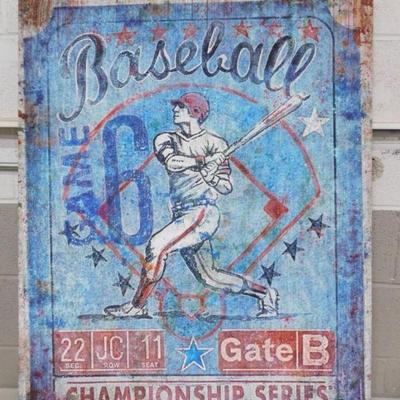 Baseball
GAME 6
22 JC 11 Gate B
SEC. ROW SEAT
CHAMPIONSHIP SERIES